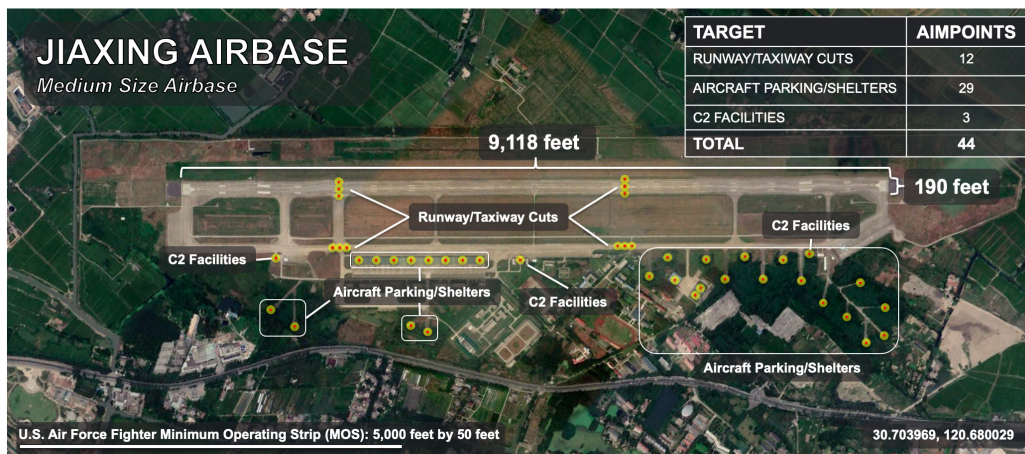 JIAXING AIRBASE
Medium Size Airbase
TARGET AIMPOINTS
RUNWAY/TAXIWAY CUTS 12
AIRCRAFT PARKING/SHELTERS 29
C2 FACILITIES 3
TOTAL 44
9,118 feet
190 feet
Runway/Taxiway Cuts
C2 Facilities
C2 Facilities
Aircraft Parking/Shelters
C2 Facilities
Aircraft Parking/Shelters
U.S. Air Force Fighter Minimum Operating Strip (MOS): 5,000 feet by 50 feet
30.703969, 120.680029